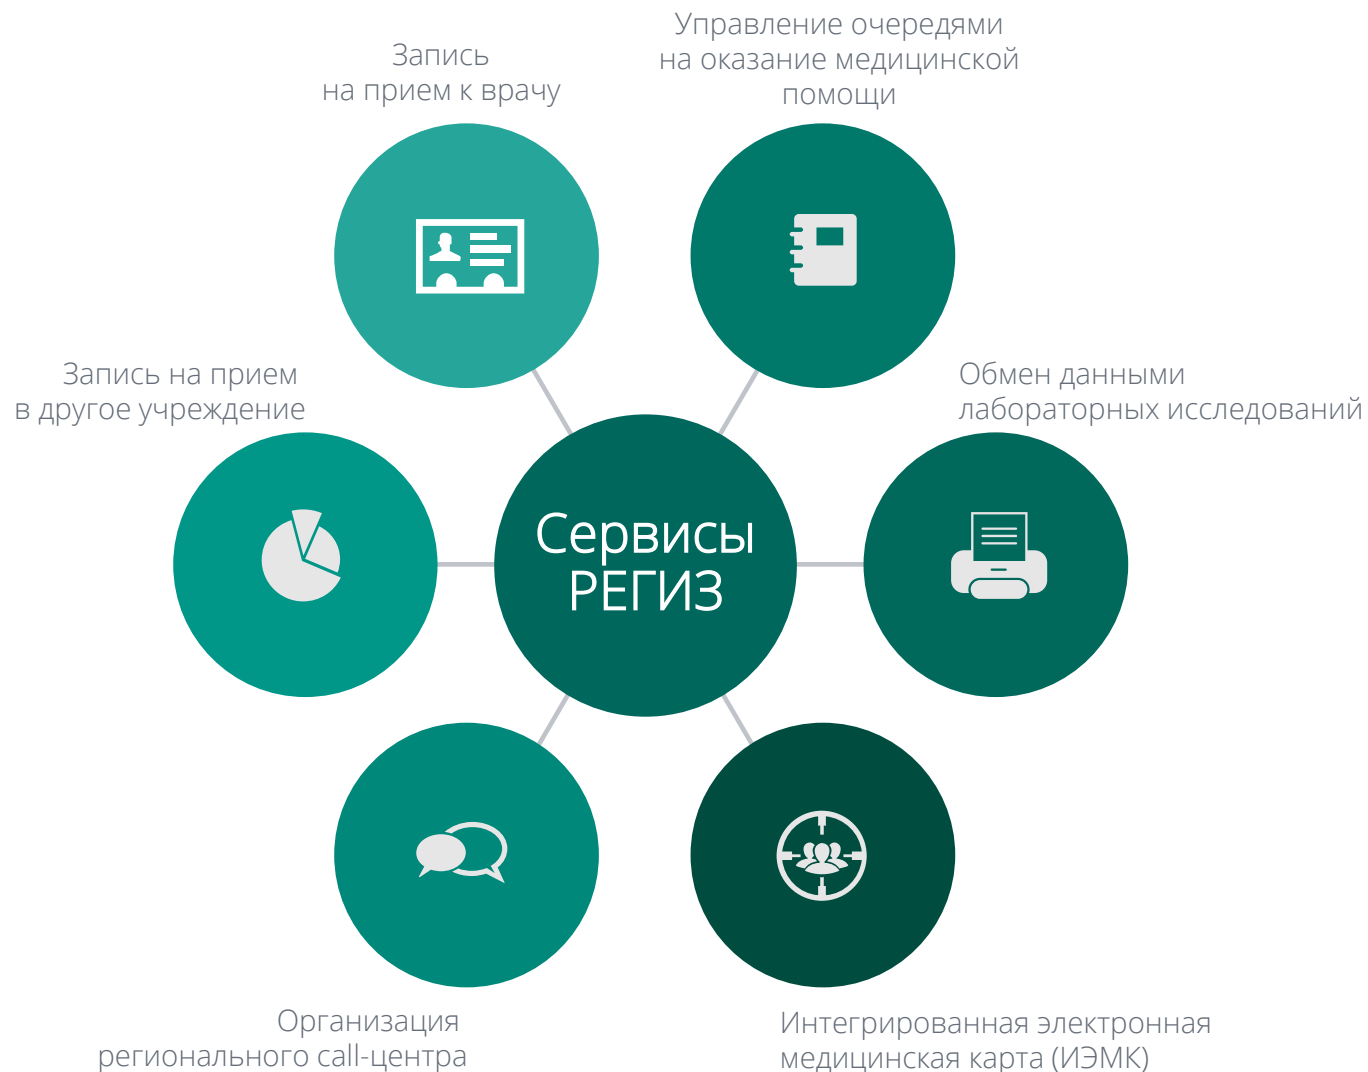 Запись
на прием к врачу
Управление очередями
на оказание медицинской
помощи
Запись на прием
в другое учреждение
Обмен данными
лабораторных исследований
Сервисы
РЕГИЗ
Организация
регионального call-центра
Интегрированная электронная
медицинская карта (ИЭМК)